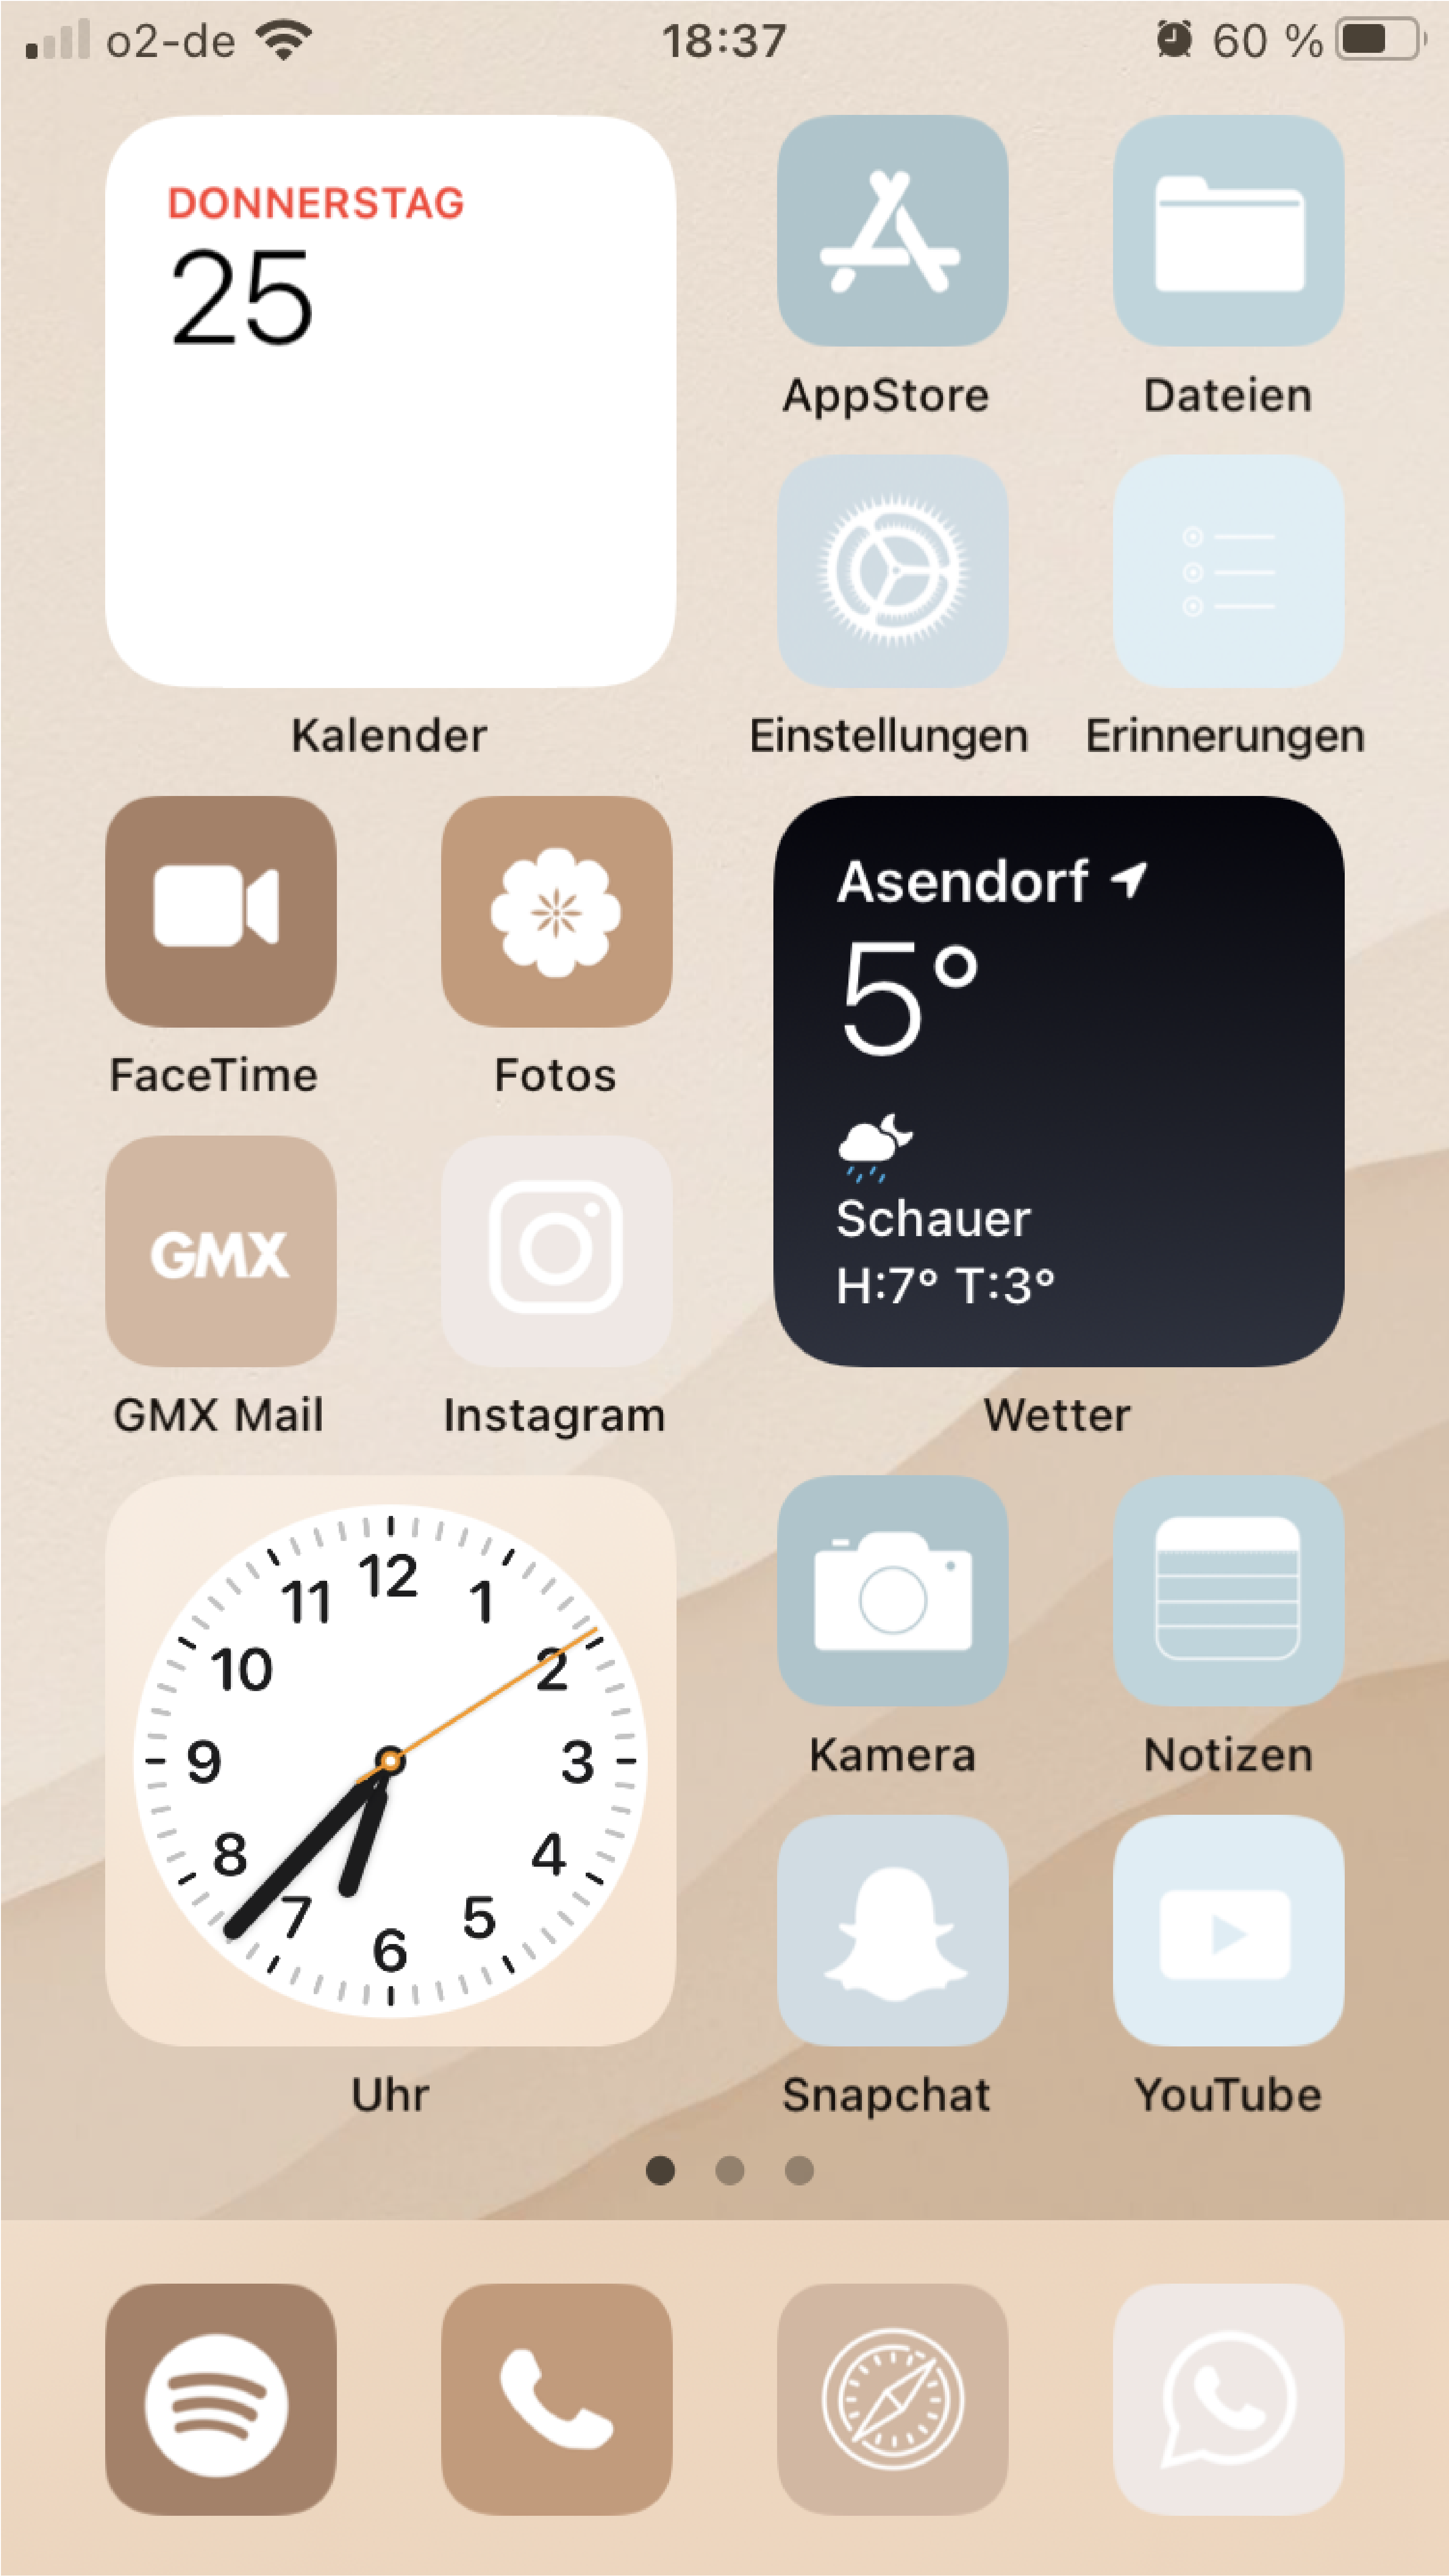 o2-de 18:37 60 %
DONNERSTAG
25
Kalender
AppStore
Dateien
Einstellungen
Erinnerungen
FaceTime
Fotos
Asendorf
5°
Schauer
H:7° T:3°
Wetter
GMX
GMX Mail
Instagram
12
1
2
3
4
5
6
7
8
9
10
11
Uhr
Kamera
Notizen
Snapchat
YouTube